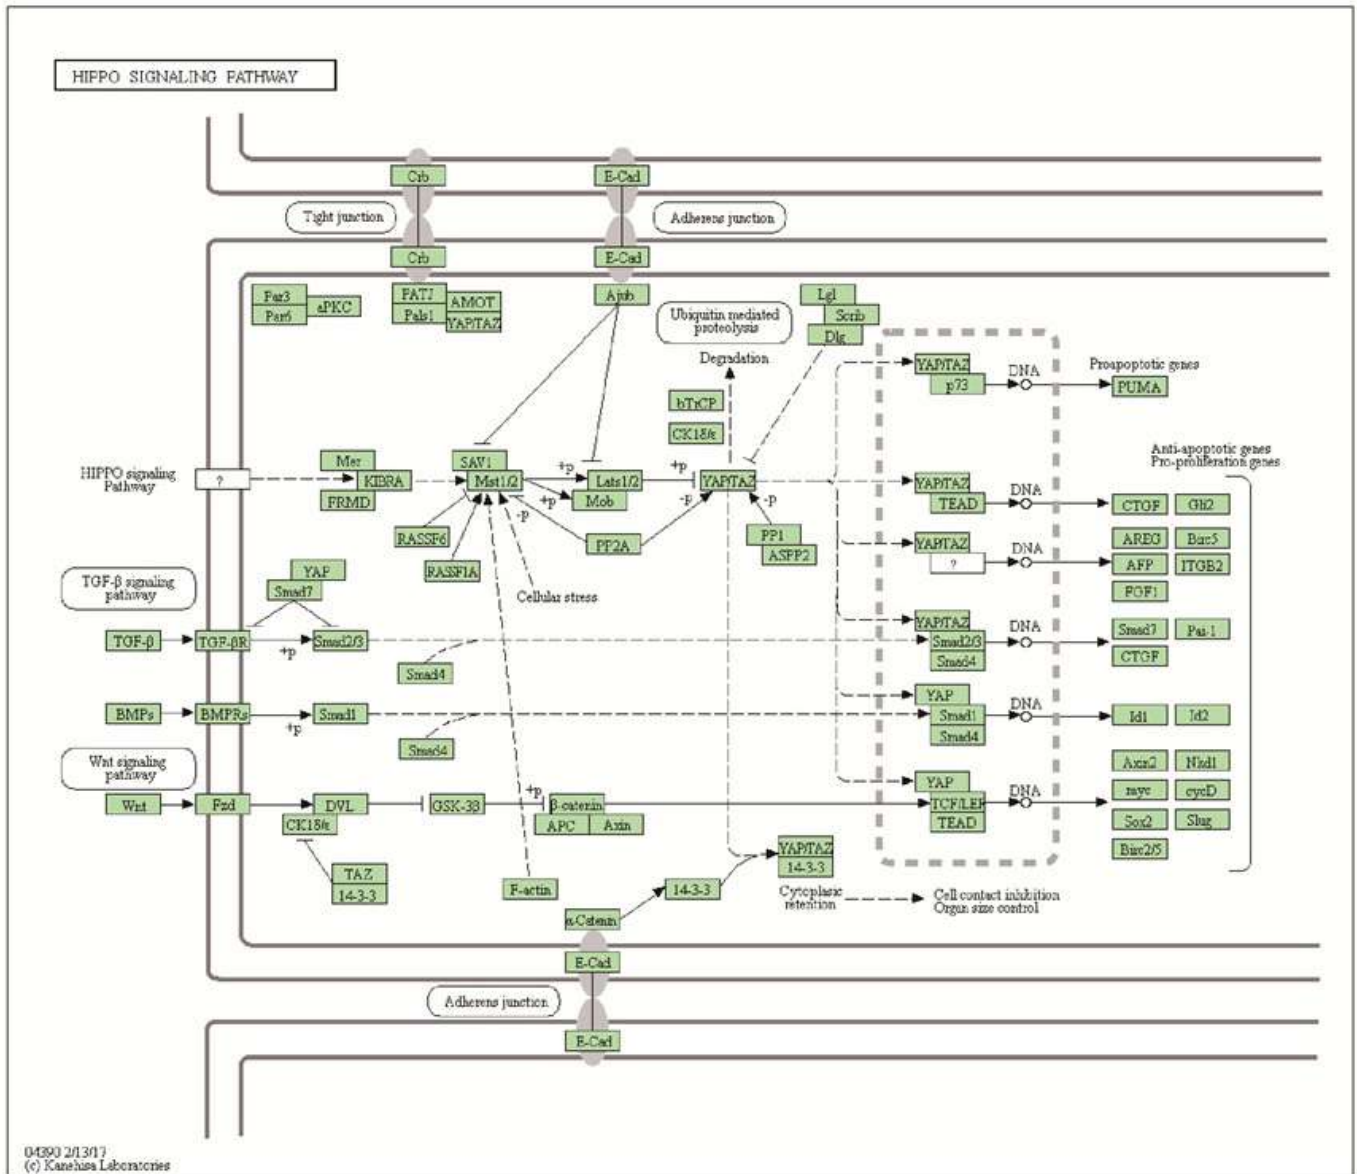 HIPPO SIGNALING PATHWAY
Crb
E-Cad
Tight junction
Adherens junction
Crb
E-Cad
Par3
Par6
aPKC
PATJ
Pals1
AMOT
YAP/TAZ
Ajub
Ubiquitin mediated
proteolysis
Degradation
Lgl
Scrib
Dlg
bTrCP
CK1δ/ε
YAP/TAZ
p73
DNA
Proapoptotic genes
PUMA
Anti-apoptotic genes
Pro-proliferation genes
HIPPO signaling
Pathway
?
Mer
KIBRA
FRMD
SAV1
Mst1/2
+p
+p
Lats1/2
Mob
+p
YAP/TAZ
-p
-p
-p
RASSF6
RASSF1A
PP2A
PP1
ASPP2
Cellular stress
YAP/TAZ
TEAD
DNA
CTGF
Gli2
YAP/TAZ
?
DNA
AREG
Birc5
AFP
ITGB2
FGF1
TGF-β signaling
pathway
YAP
Smad7
TGF-β
TGF-βR
+p
Smad2/3
Smad4
YAP/TAZ
Smad2/3
Smad4
DNA
Smad7
Pai-1
CTGF
BMPs
BMPRs
+p
Smad1
Smad4
YAP
Smad1
Smad4
DNA
Id1
Id2
Wnt signaling
pathway
Wnt
Fzd
DVL
CK1δ/ε
GSK-3β
+p
β-catenin
APC
Axin
YAP
TCF/LEF
TEAD
DNA
Axin2
Nkd1
myc
cycD
Sox2
Slug
Birc2/5
TAZ
14-3-3
F-actin
α-Catenin
14-3-3
YAP/TAZ
14-3-3
Cytoplasic
retention
Cell contact inhibition
Organ size control
E-Cad
Adherens junction
E-Cad
04390 2/13/17
(c) Kanehisa Laboratories